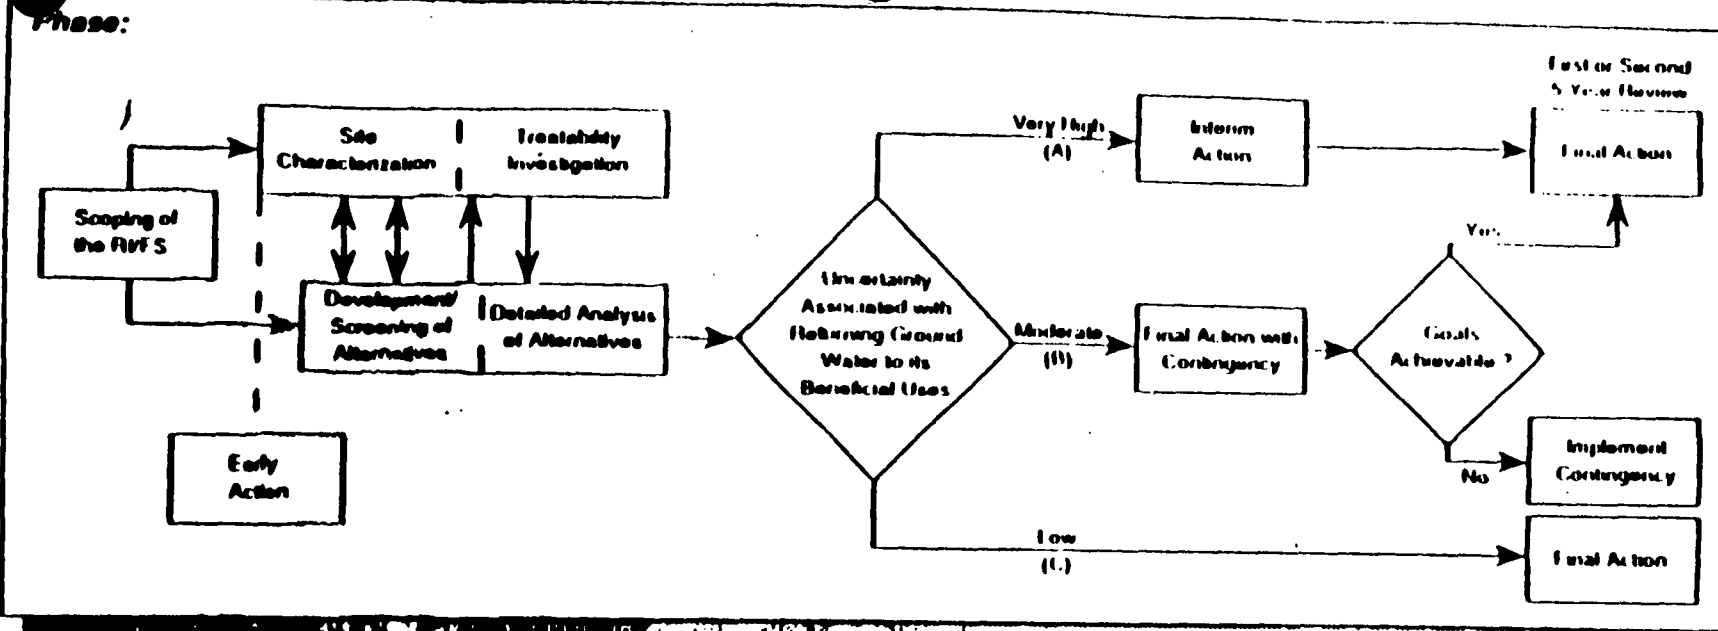 Phase:
First or Second
5 Year Review
Site
Characterization
Treatability
Investigation
Very High
(A)
Interim
Action
Final Action
Scoping of
the RI/FS
Yes
Development/
Screening of
Alternatives
Detailed Analysis
of Alternatives
Uncertainty
Associated with
Returning Ground
Water to its
Beneficial Uses
Moderate
(B)
Final Action with
Contingency
Goals
Achievable?
Early
Action
No
Implement
Contingency
Low
(C)
Final Action